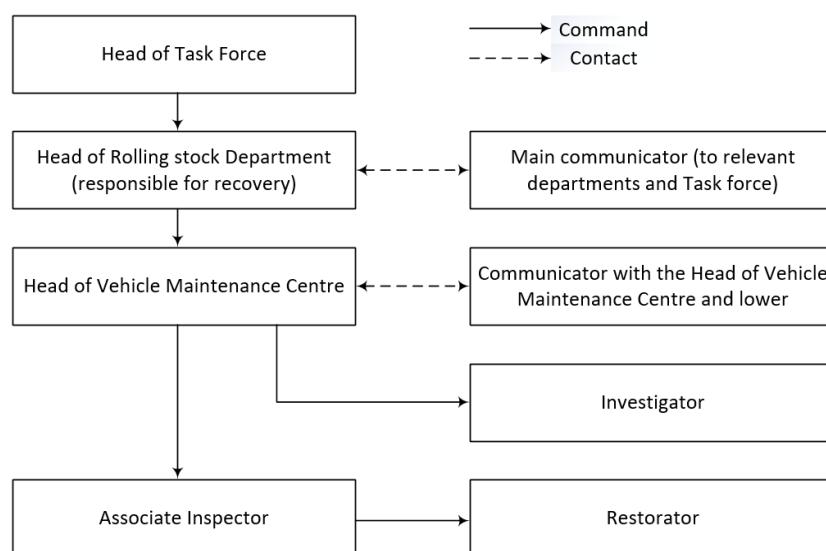 Head of Task Force
Command
Contact
Head of Rolling stock Department
(responsible for recovery)
Main communicator (to relevant
departments and Task force)
Head of Vehicle Maintenance Centre
Communicator with the Head of Vehicle
Maintenance Centre and lower
Investigator
Associate Inspector
Restorator